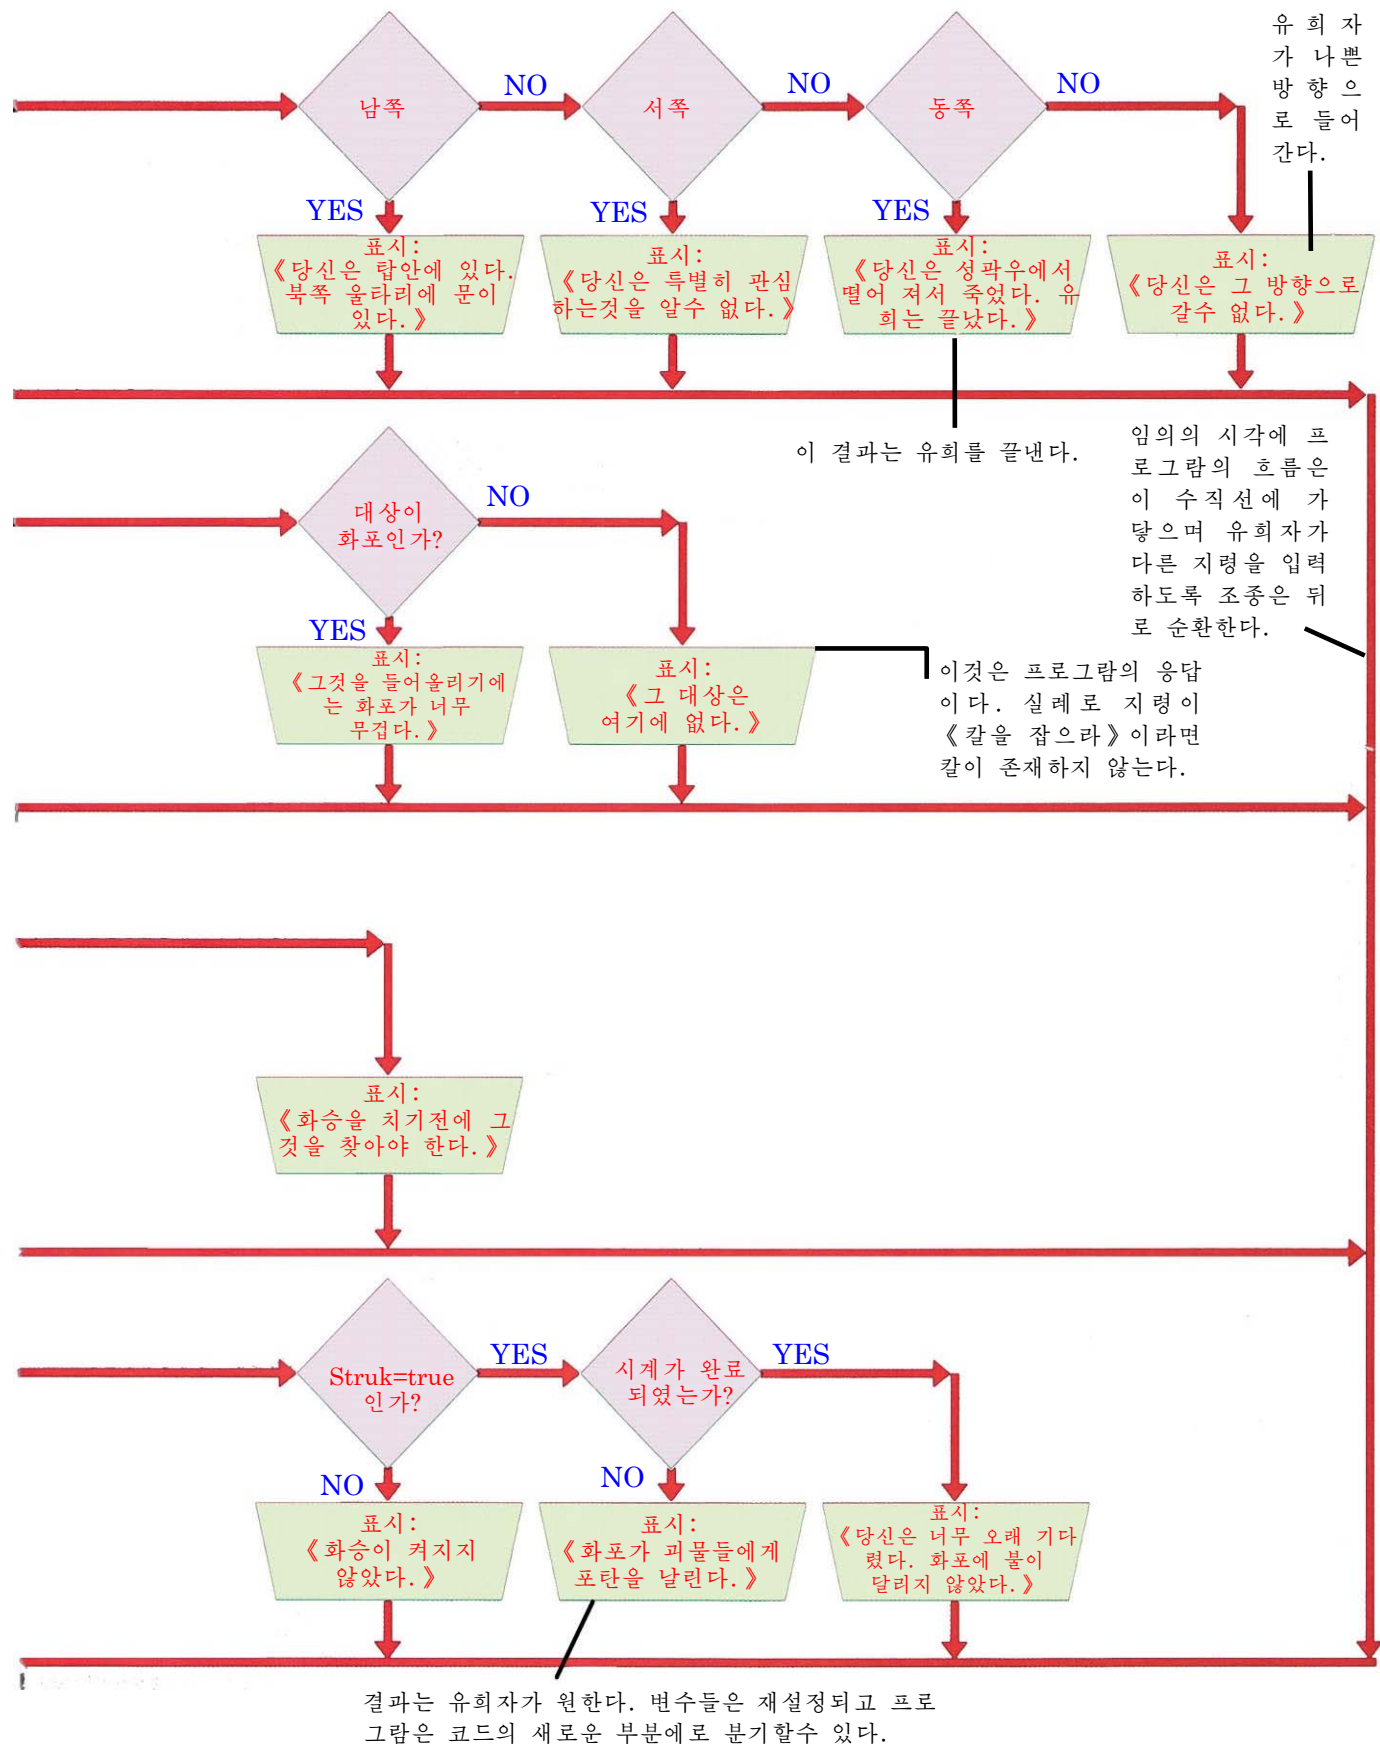 유 희 자
가 나쁜
방 향 으
로 들어
간다.
남쪽
NO
서쪽
NO
동쪽
NO
YES
YES
YES
표시:
《당신은 탑안에 있다.
북쪽 울타리에 문이
있다.》
표시:
《당신은 특별히 관심
하는것을 알수 없다.》
표시:
《당신은 성곽우에서
떨어 져서 죽었다. 유
희는 끝났다.》
표시:
《당신은 그 방향으로
갈수 없다.》
이 결과는 유희를 끝낸다.
임의의 시각에 프
로그람의 흐름은
이 수직선에 가
닿으며 유희자가
다른 지령을 입력
하도록 조종은 뒤
로 순환한다.
대상이
화포인가?
NO
YES
표시:
《그것을 들어올리기에
는 화포가 너무
무겁다.》
표시:
《그 대상은
여기에 없다.》
이것은 프로그람의 응답
이다. 실례로 지령이
《칼을 잡으라》이라면
칼이 존재하지 않는다.
표시:
《화승을 치기전에 그
것을 찾아야 한다.》
Struk=true
인가?
YES
시계가 완료
되였는가?
YES
NO
NO
표시:
《화승이 켜지지
않았다.》
표시:
《화포가 괴물들에게
포탄을 날린다.》
표시:
《당신은 너무 오래 기다
렸다. 화포에 불이
달리지 않았다.》
결과는 유희자가 원한다. 변수들은 재설정되고 프로
그람은 코드의 새로운 부분에로 분기할수 있다.